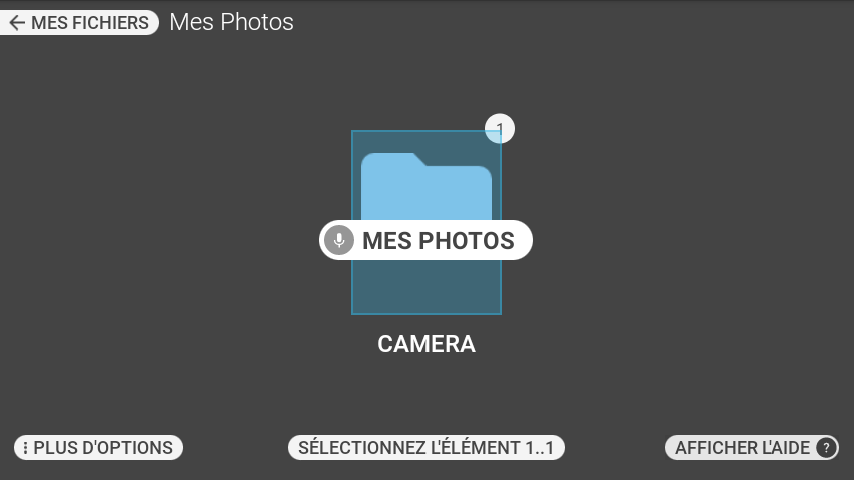 MES FICHIERS
Mes Photos
1
MES PHOTOS
CAMERA
PLUS D'OPTIONS
SÉLECTIONNEZ L'ÉLÉMENT 1..1
AFFICHER L'AIDE ?